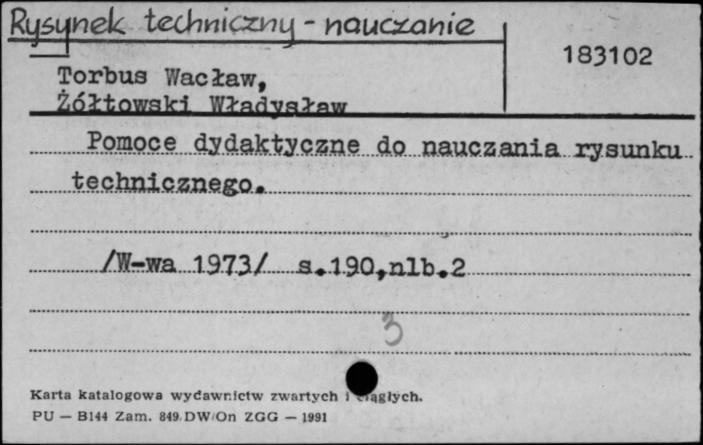 Rysunek techniczny - nauczanie
183102
Torbus Wacław,
Żółtowski Władysław
Pomoce dydaktyczne do nauczania rysunku
technicznego.
/W-wa 1973/ s.190,nlb.2
3
Karta katalogowa wydawnictw zwartych i ciągłych.
PU — B144 Zam. 849 DW/On ZGG — 1991